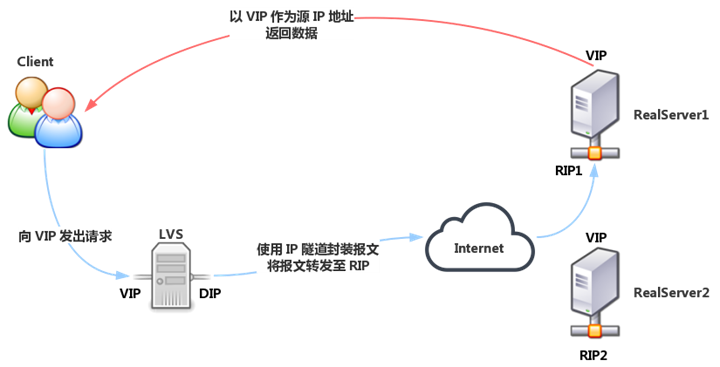 以 VIP 作为源 IP 地址
返回数据
Client
VIP
RealServer1
RIP1
向 VIP 发出请求
LVS
使用 IP 隧道封装报文
将报文转发至 RIP
Internet
VIP
VIP
DIP
RealServer2
RIP2